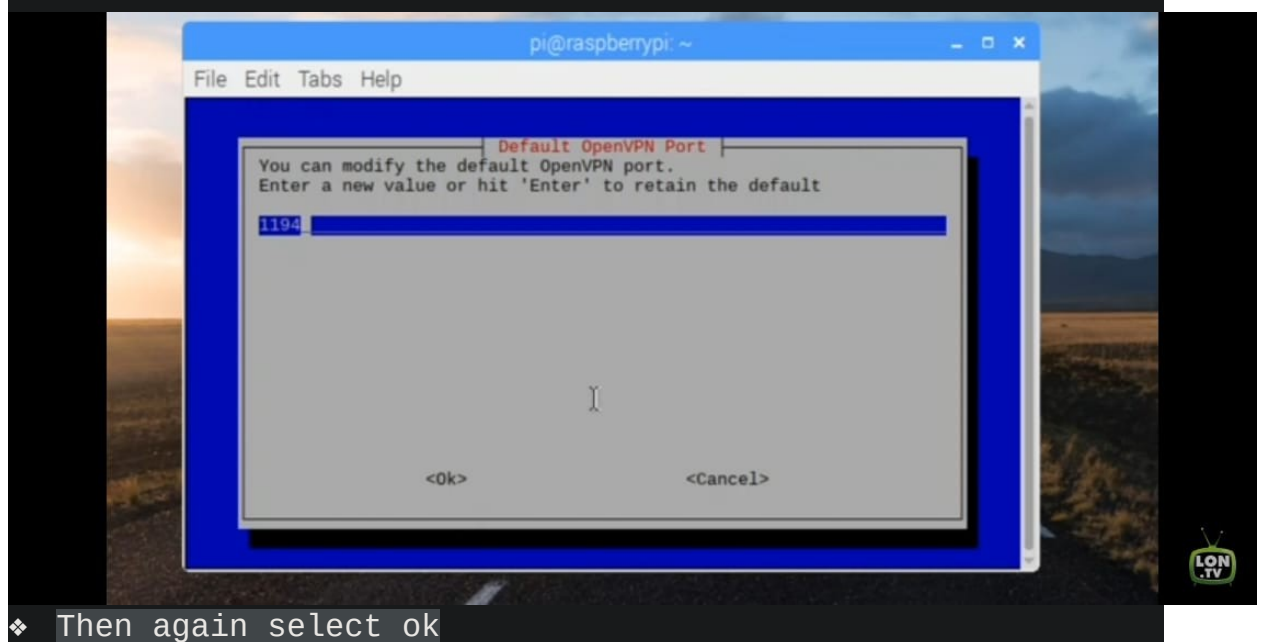 pi@raspberrypi: ~
File Edit Tabs Help
Default OpenVPN Port
You can modify the default OpenVPN port.
Enter a new value or hit 'Enter' to retain the default
1194
<Ok> <Cancel>
LON
.TV
❖ Then again select ok